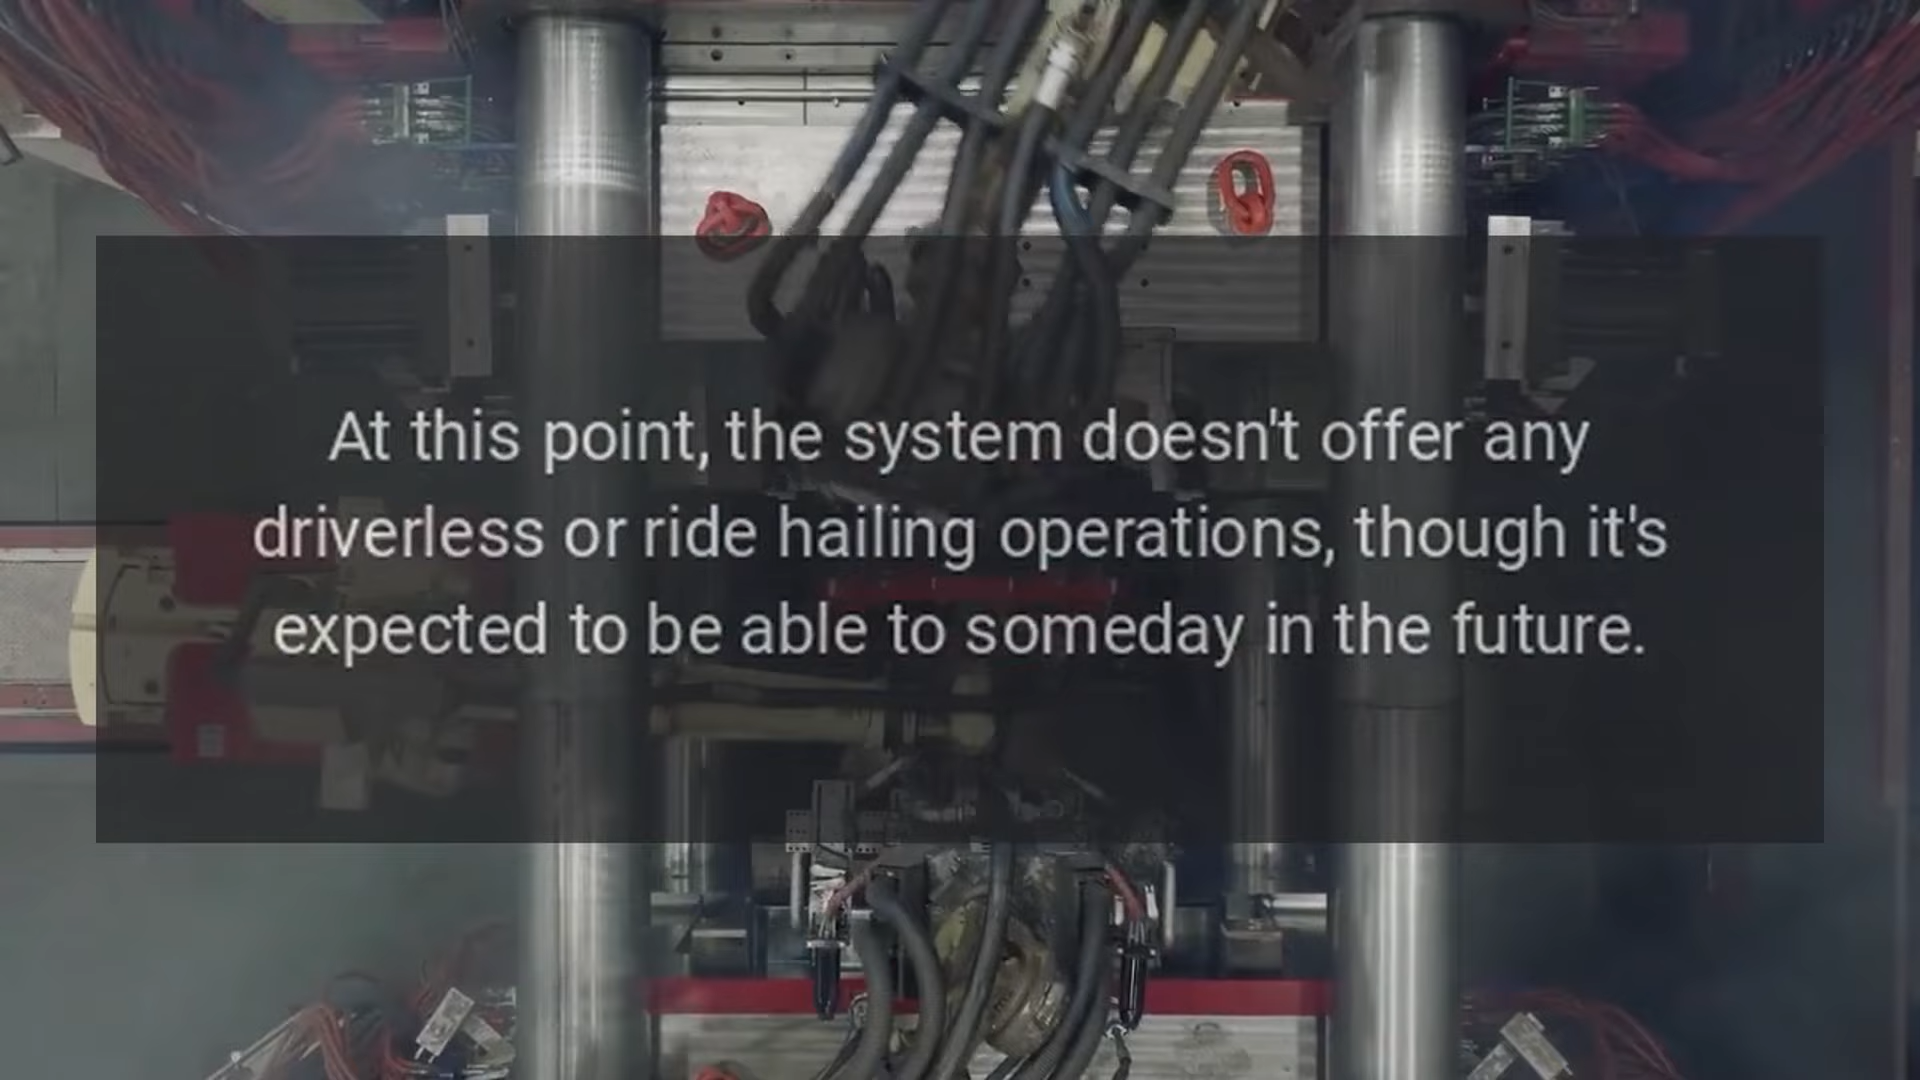 At this point, the system doesn't offer any
driverless or ride hailing operations, though it's
expected to be able to someday in the future.